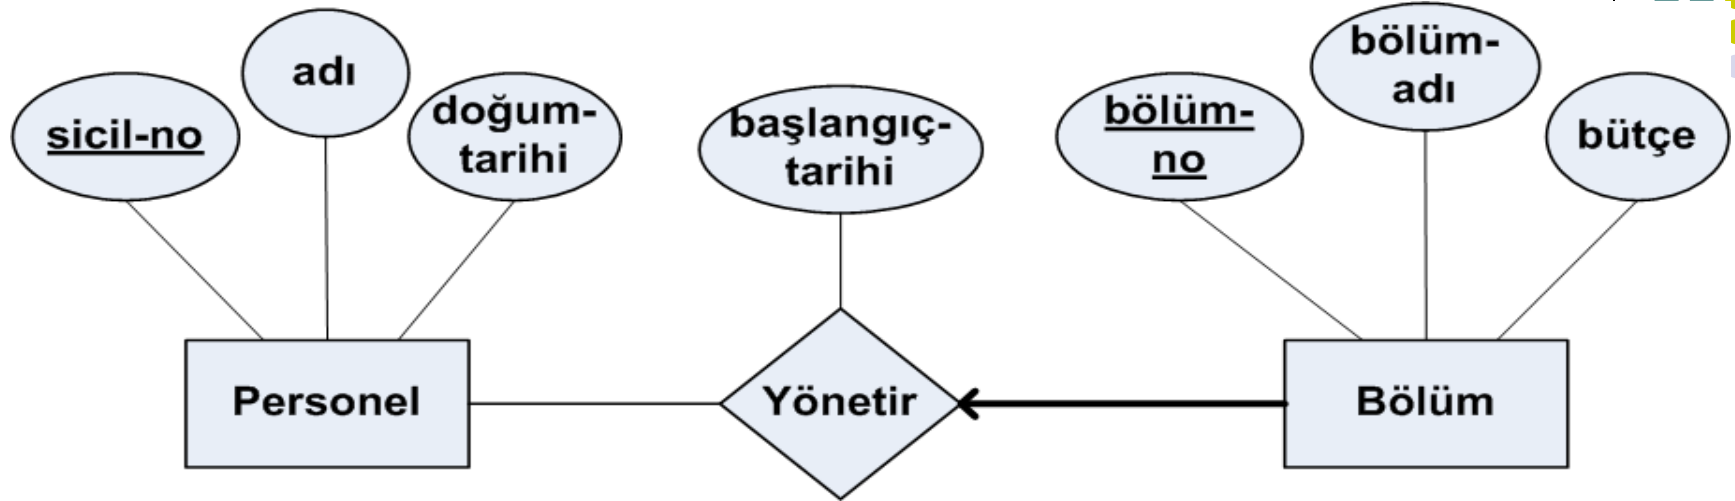 sicil-no
adı
doğum-
tarihi
başlangıç-
tarihi
bölüm-
no
bölüm-
adı
bütçe
Personel
Yönetir
Bölüm